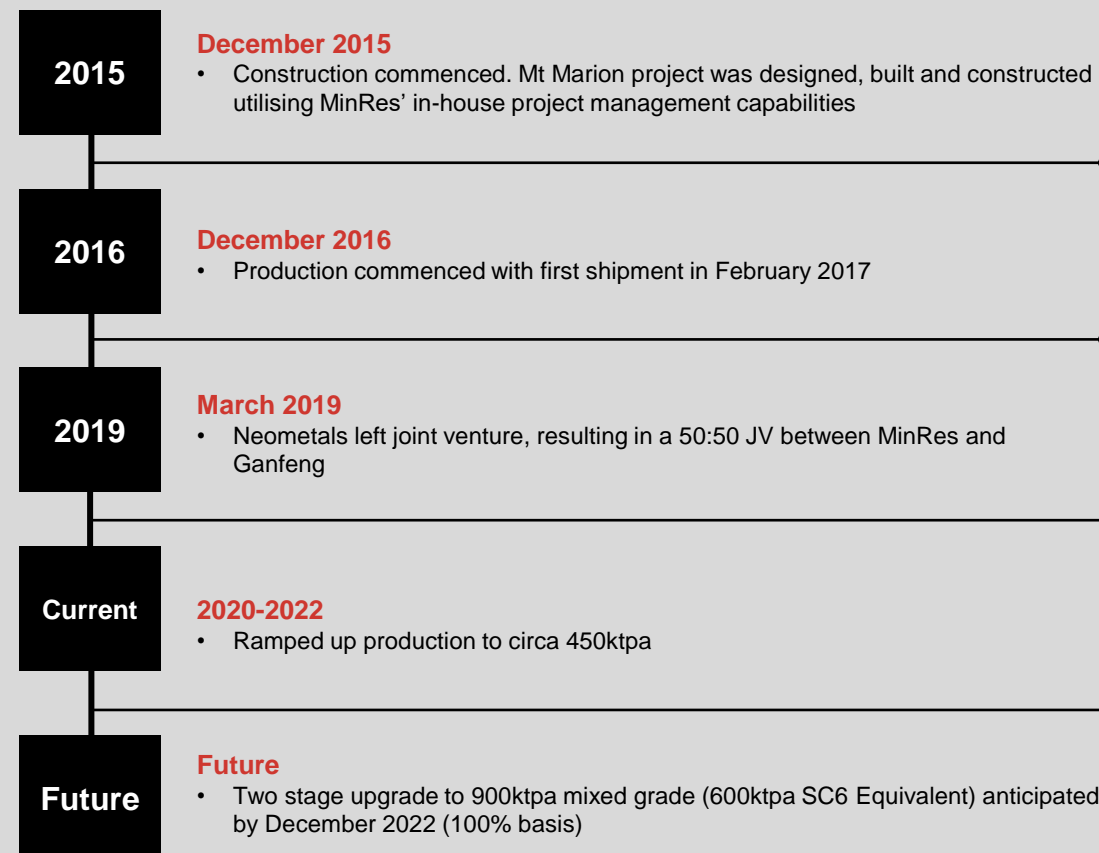 2015
December 2015
• Construction commenced. Mt Marion project was designed, built and constructed
utilising MinRes' in-house project management capabilities
2016
December 2016
• Production commenced with first shipment in February 2017
2019
March 2019
• Neometals left joint venture, resulting in a 50:50 JV between MinRes and
Ganfeng
Current
2020-2022
• Ramped up production to circa 450ktpa
Future
Future
• Two stage upgrade to 900ktpa mixed grade (600ktpa SC6 Equivalent) anticipated
by December 2022 (100% basis)